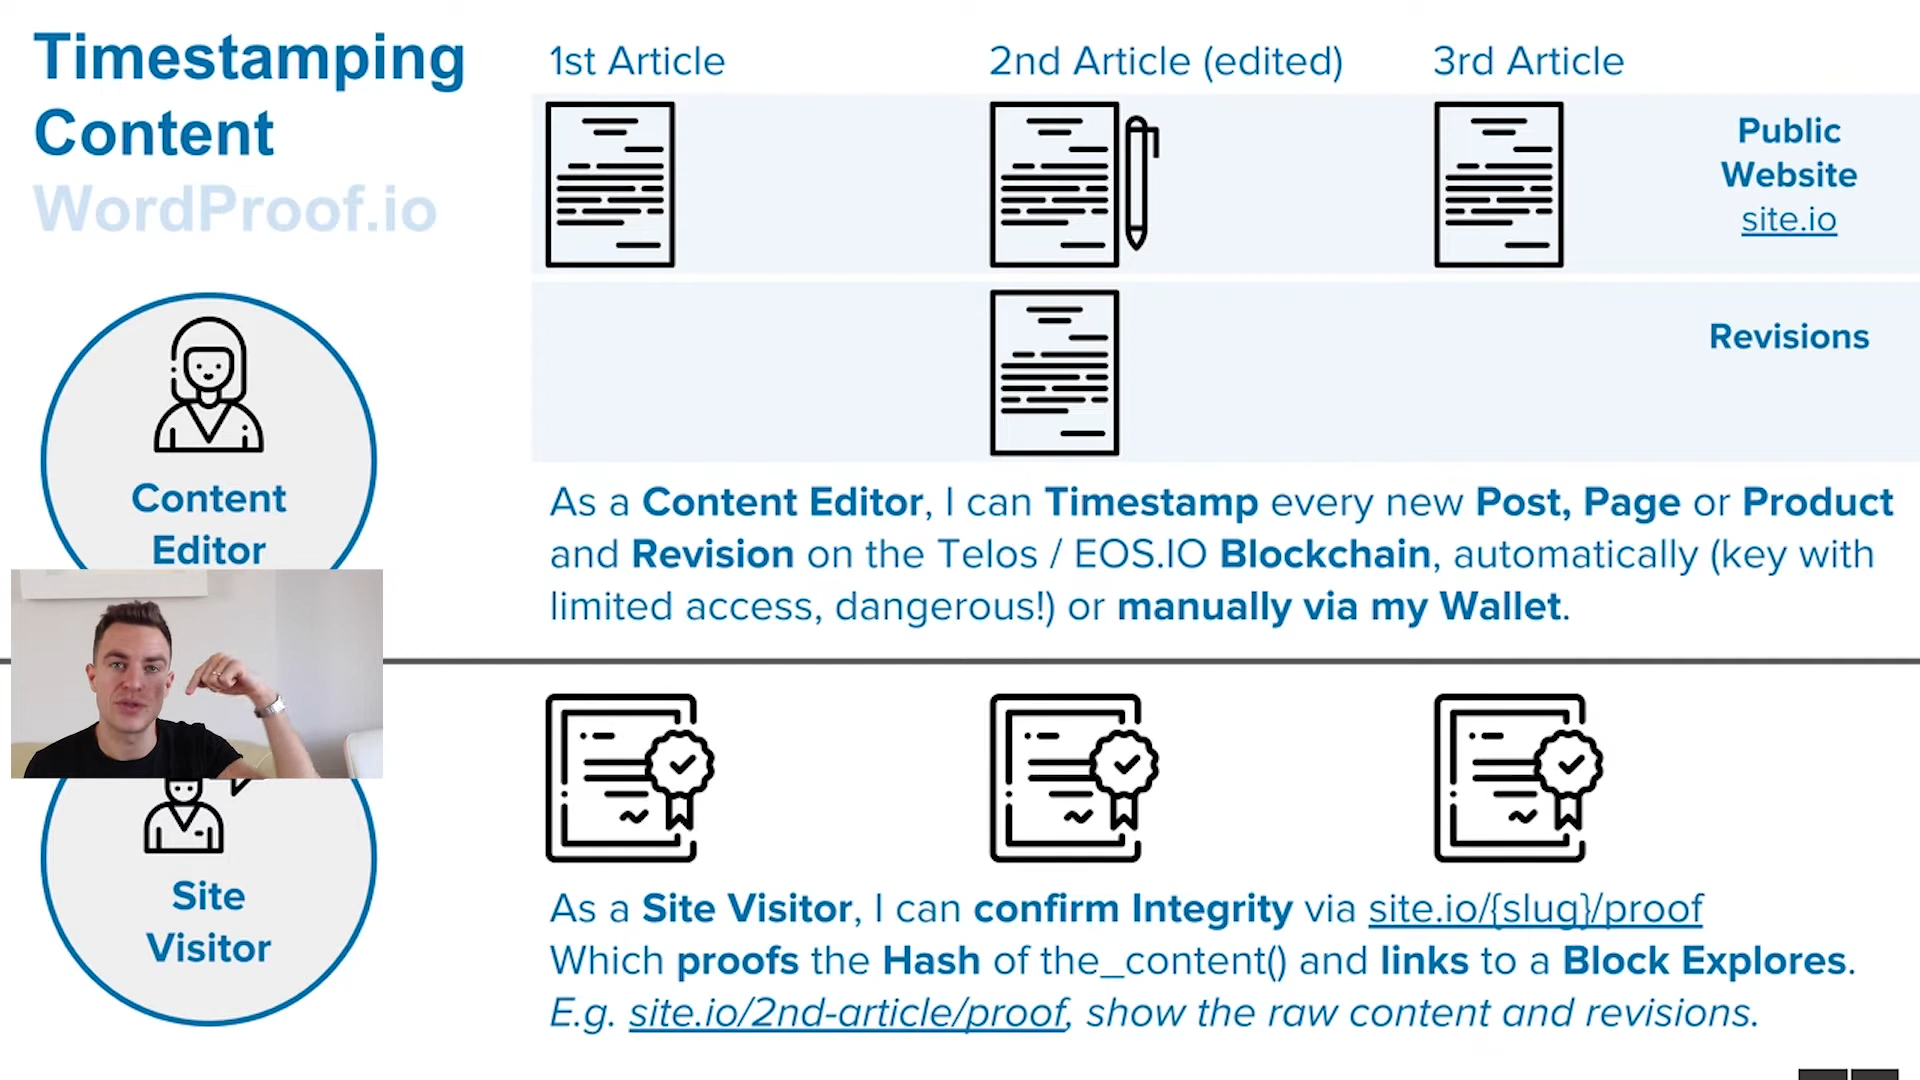 Timestamping
Content
WordProof.io
1st Article
2nd Article (edited)
3rd Article
Public
Website
site.io
Revisions
Content
Editor
As a Content Editor, I can Timestamp every new Post, Page or Product
and Revision on the Telos / EOS.IO Blockchain, automatically (key with
limited access, dangerous!) or manually via my Wallet.
Site
Visitor
As a Site Visitor, I can confirm Integrity via site.io/{slug}/proof
Which proofs the Hash of the_content() and links to a Block Explores.
E.g. site.io/2nd-article/proof, show the raw content and revisions.